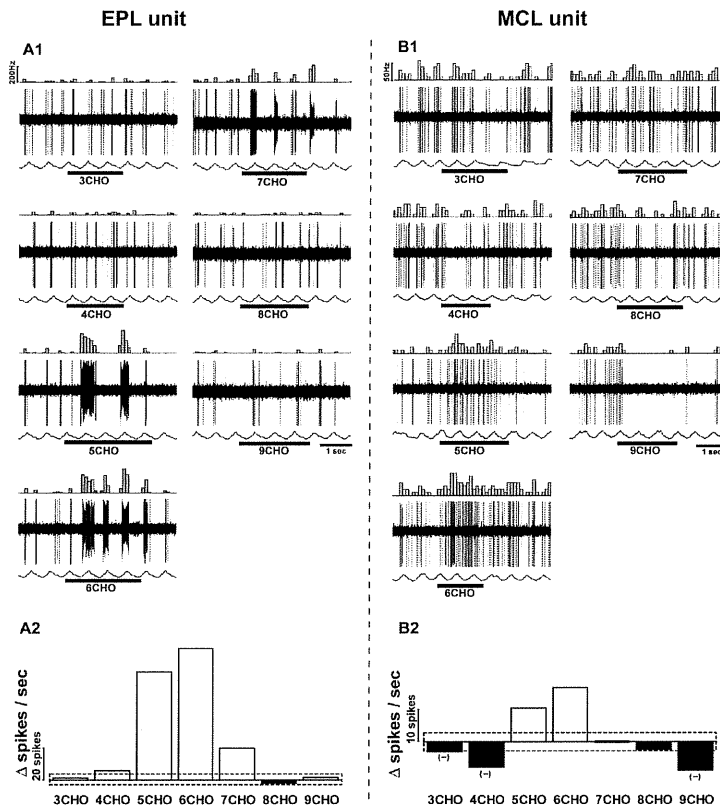 EPL unit
MCL unit
A1
B1
200Hz
50Hz
3CHO
7CHO
3CHO
7CHO
4CHO
8CHO
4CHO
8CHO
5CHO
9CHO
1 sec
5CHO
9CHO
1 sec
6CHO
6CHO
A2
B2
Δ spikes / sec
20 spikes
Δ spikes / sec
10 spikes
(−)
(−)
(−)
3CHO 4CHO 5CHO 6CHO 7CHO 8CHO 9CHO
3CHO 4CHO 5CHO 6CHO 7CHO 8CHO 9CHO